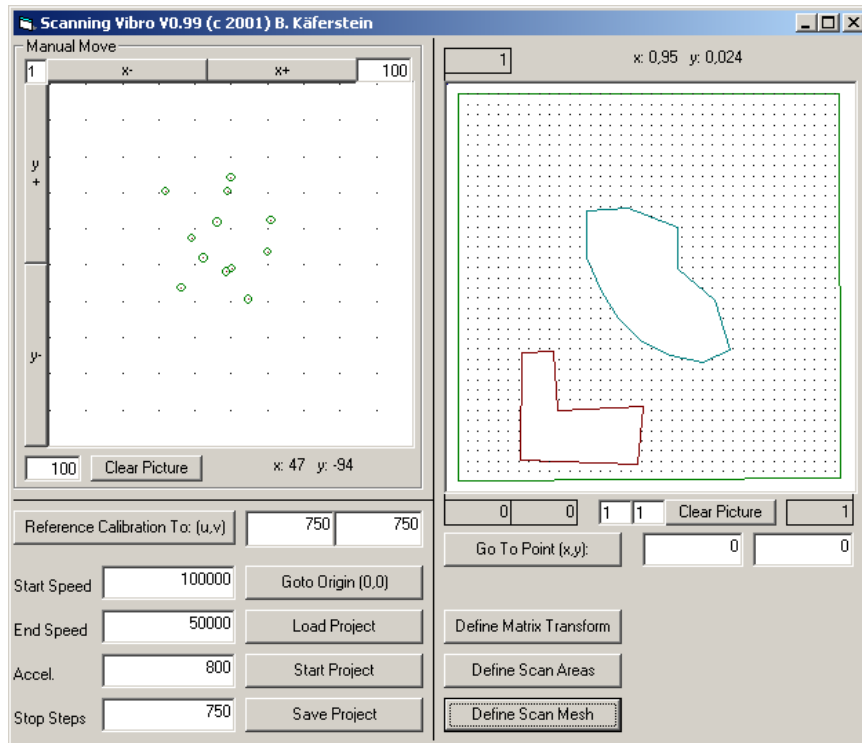 Scanning Vibro V0.99 (c 2001) B. Käferstein
Manual Move
1 x- x+ 100
y
+
y-
100 Clear Picture x: 47 y: -94
1 x: 0,95 y: 0,024
0 0 1 1 Clear Picture 1
Reference Calibration To: (u,v) 750 750
Go To Point (x,y): 0 0
Start Speed 100000 Goto Origin (0,0)
End Speed 50000 Load Project
Accel. 800 Start Project
Stop Steps 750 Save Project
Define Matrix Transform
Define Scan Areas
Define Scan Mesh